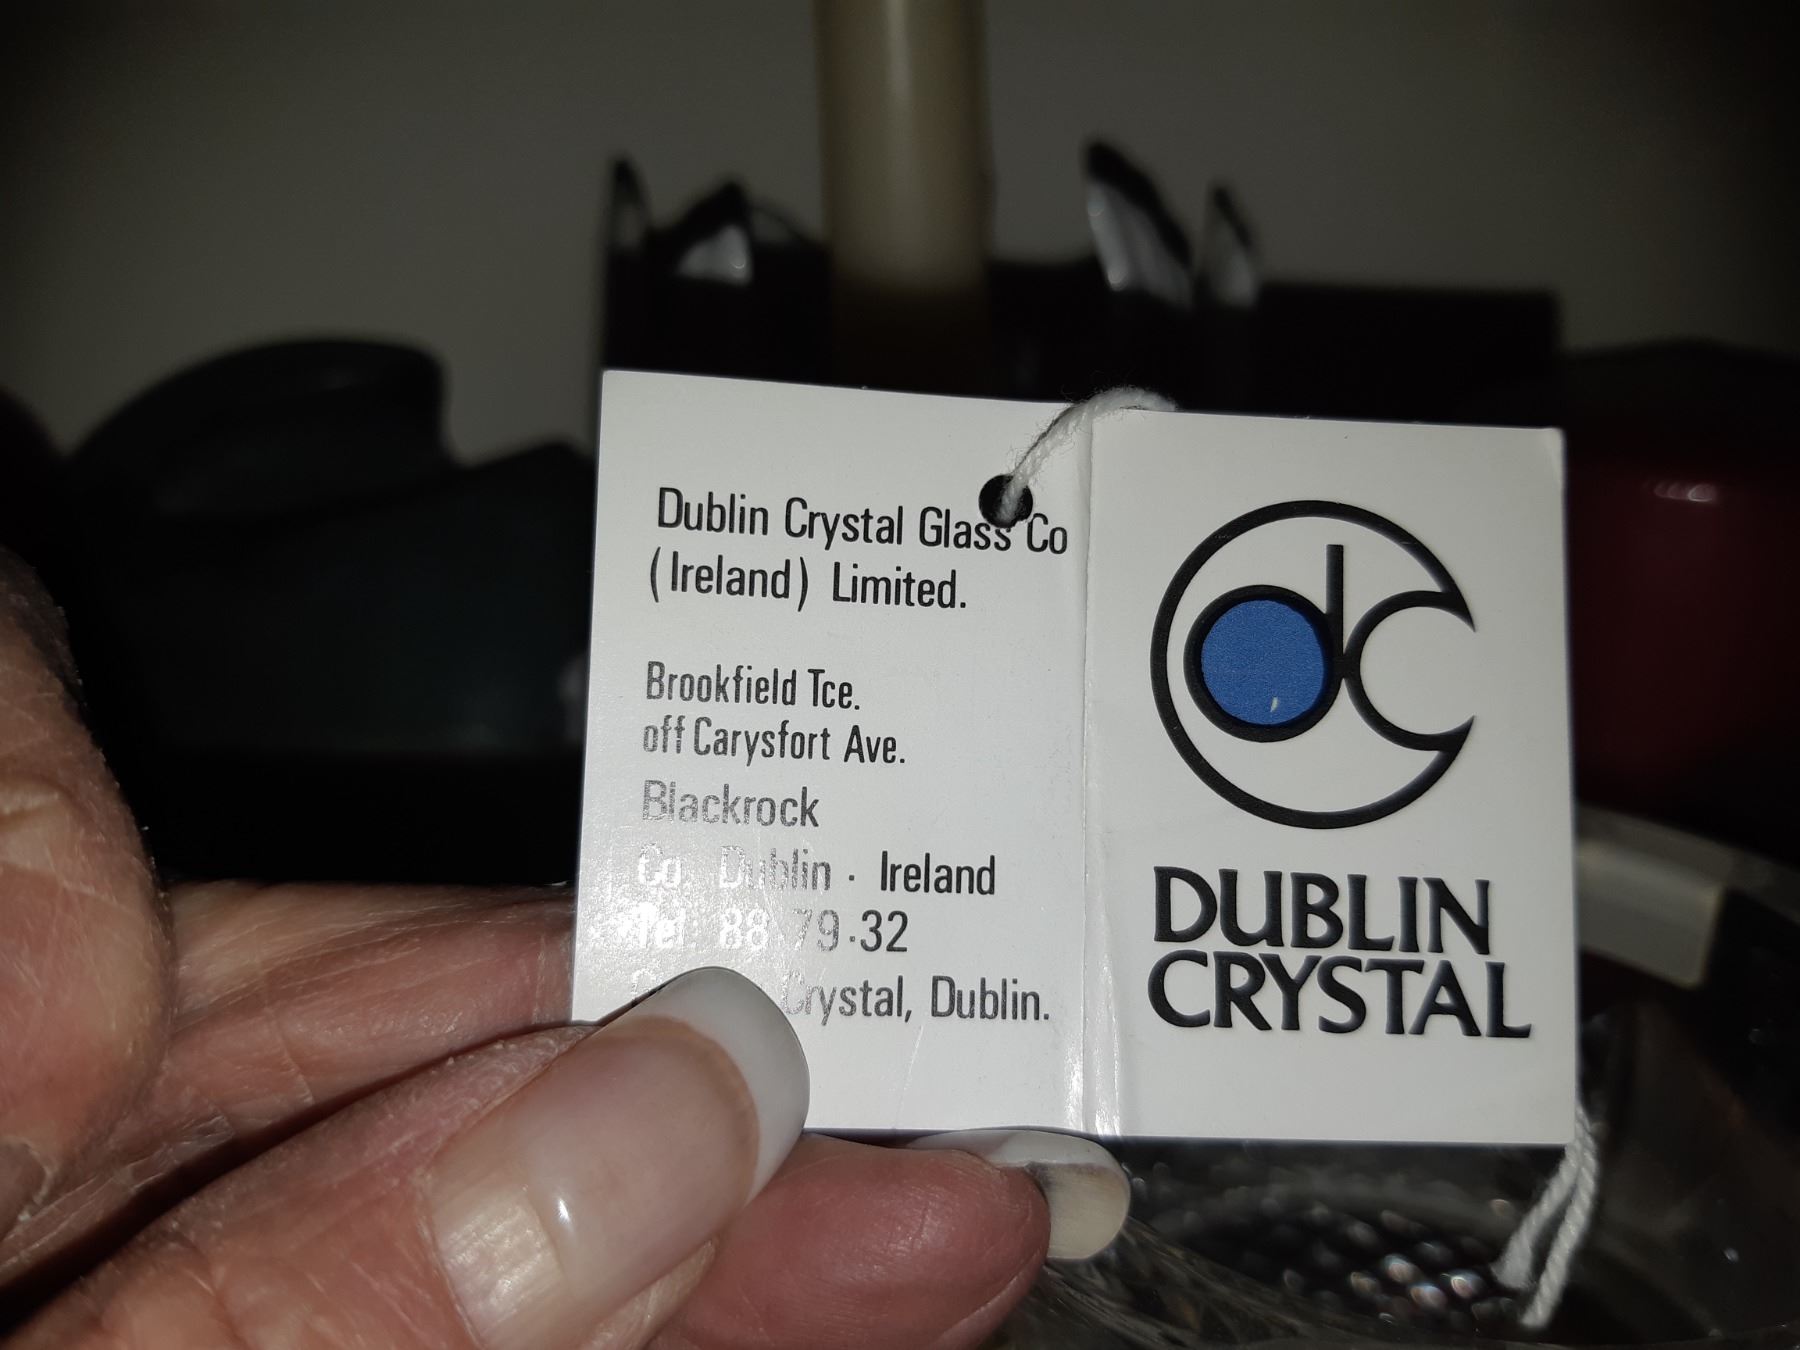 Dublin Crystal Glass Co
(Ireland) Limited.
Brookfield Tce.
off Carysfort Ave.
Blackrock
Co. Dublin · Ireland
Tel. 88·79·32
Crystal, Dublin.
dc
DUBLIN
CRYSTAL